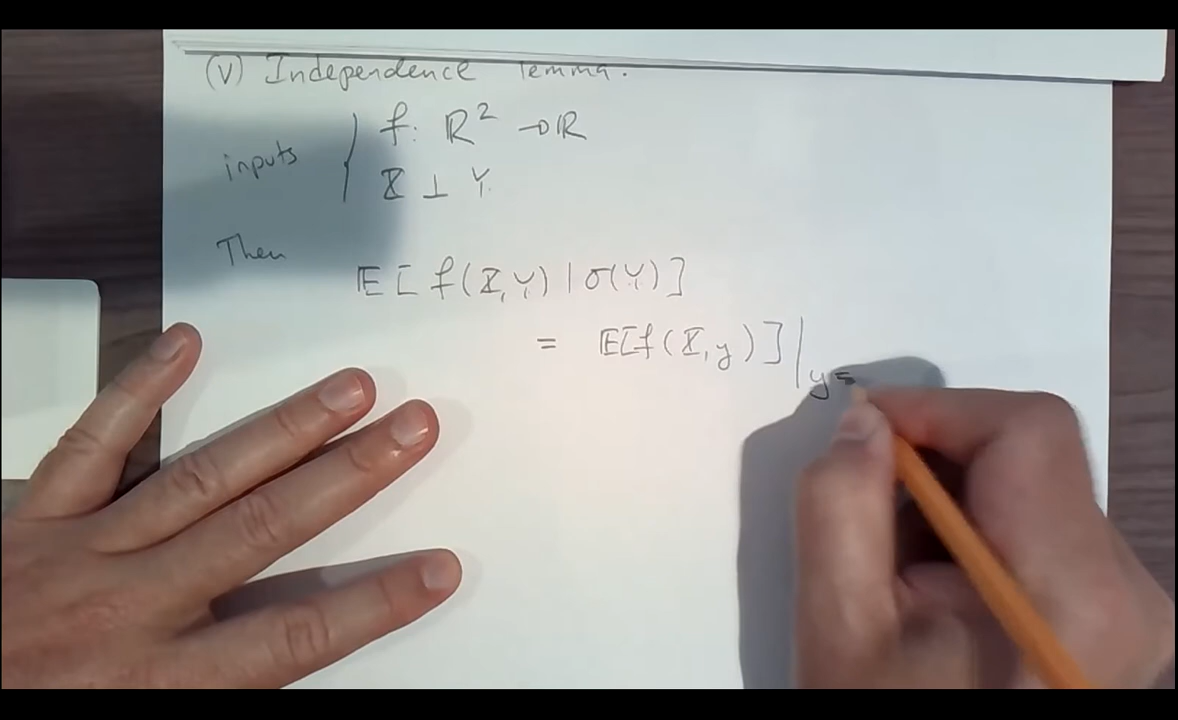 (V) Independence lemma.
f: ℝ² → ℝ
inputs
X ⊥ Y.
Then
E[f(X,Y)|σ(Y)]
= E[f(X,y)]|y=